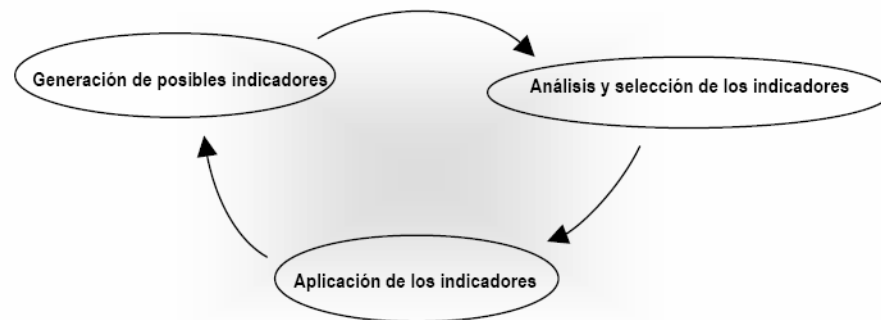 Generación de posibles indicadores
Análisis y selección de los indicadores
Aplicación de los indicadores